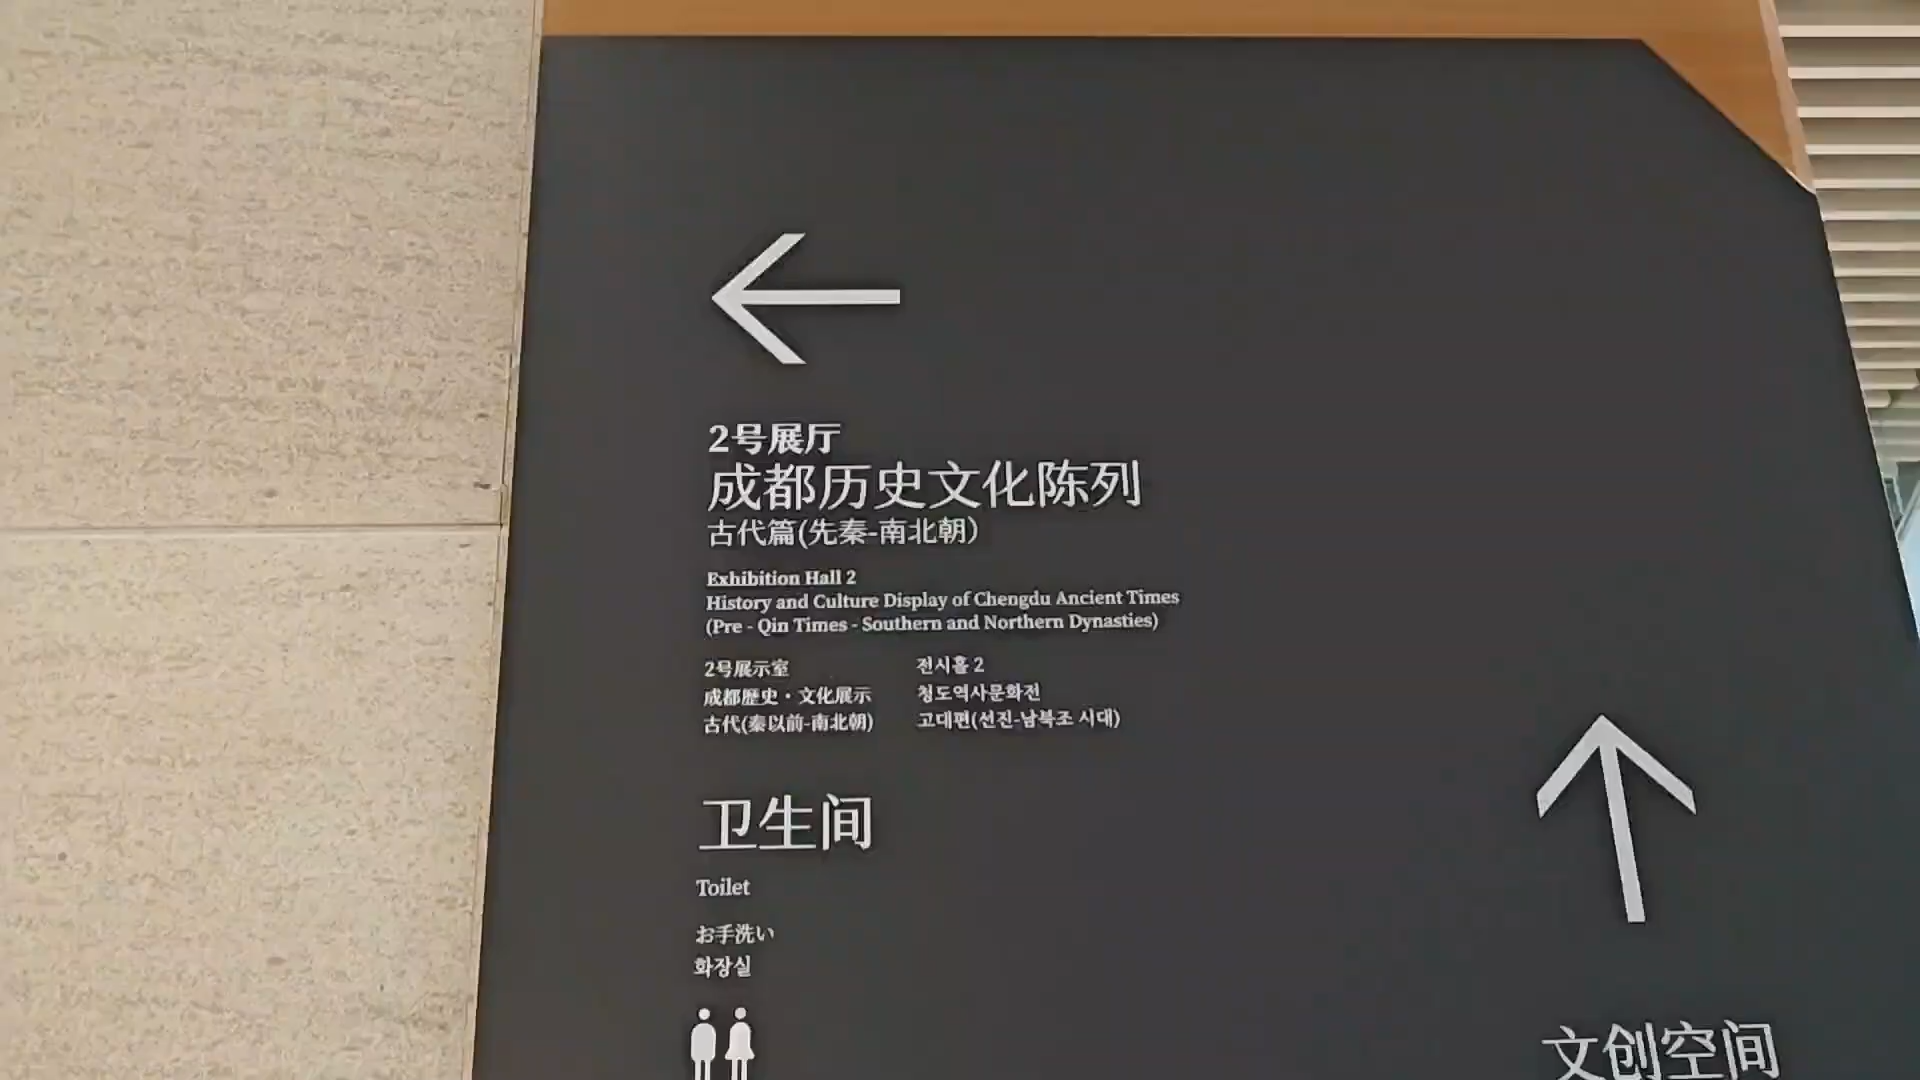 2号展厅
成都历史文化陈列
古代篇(先秦-南北朝)
Exhibition Hall 2
History and Culture Display of Chengdu Ancient Times
(Pre - Qin Times - Southern and Northern Dynasties)
2号展示室
成都歴史・文化展示
古代(秦以前-南北朝)
전시홀 2
청도역사문화전
고대편(선진-남북조 시대)
卫生间
Toilet
お手洗い
화장실
文创空间